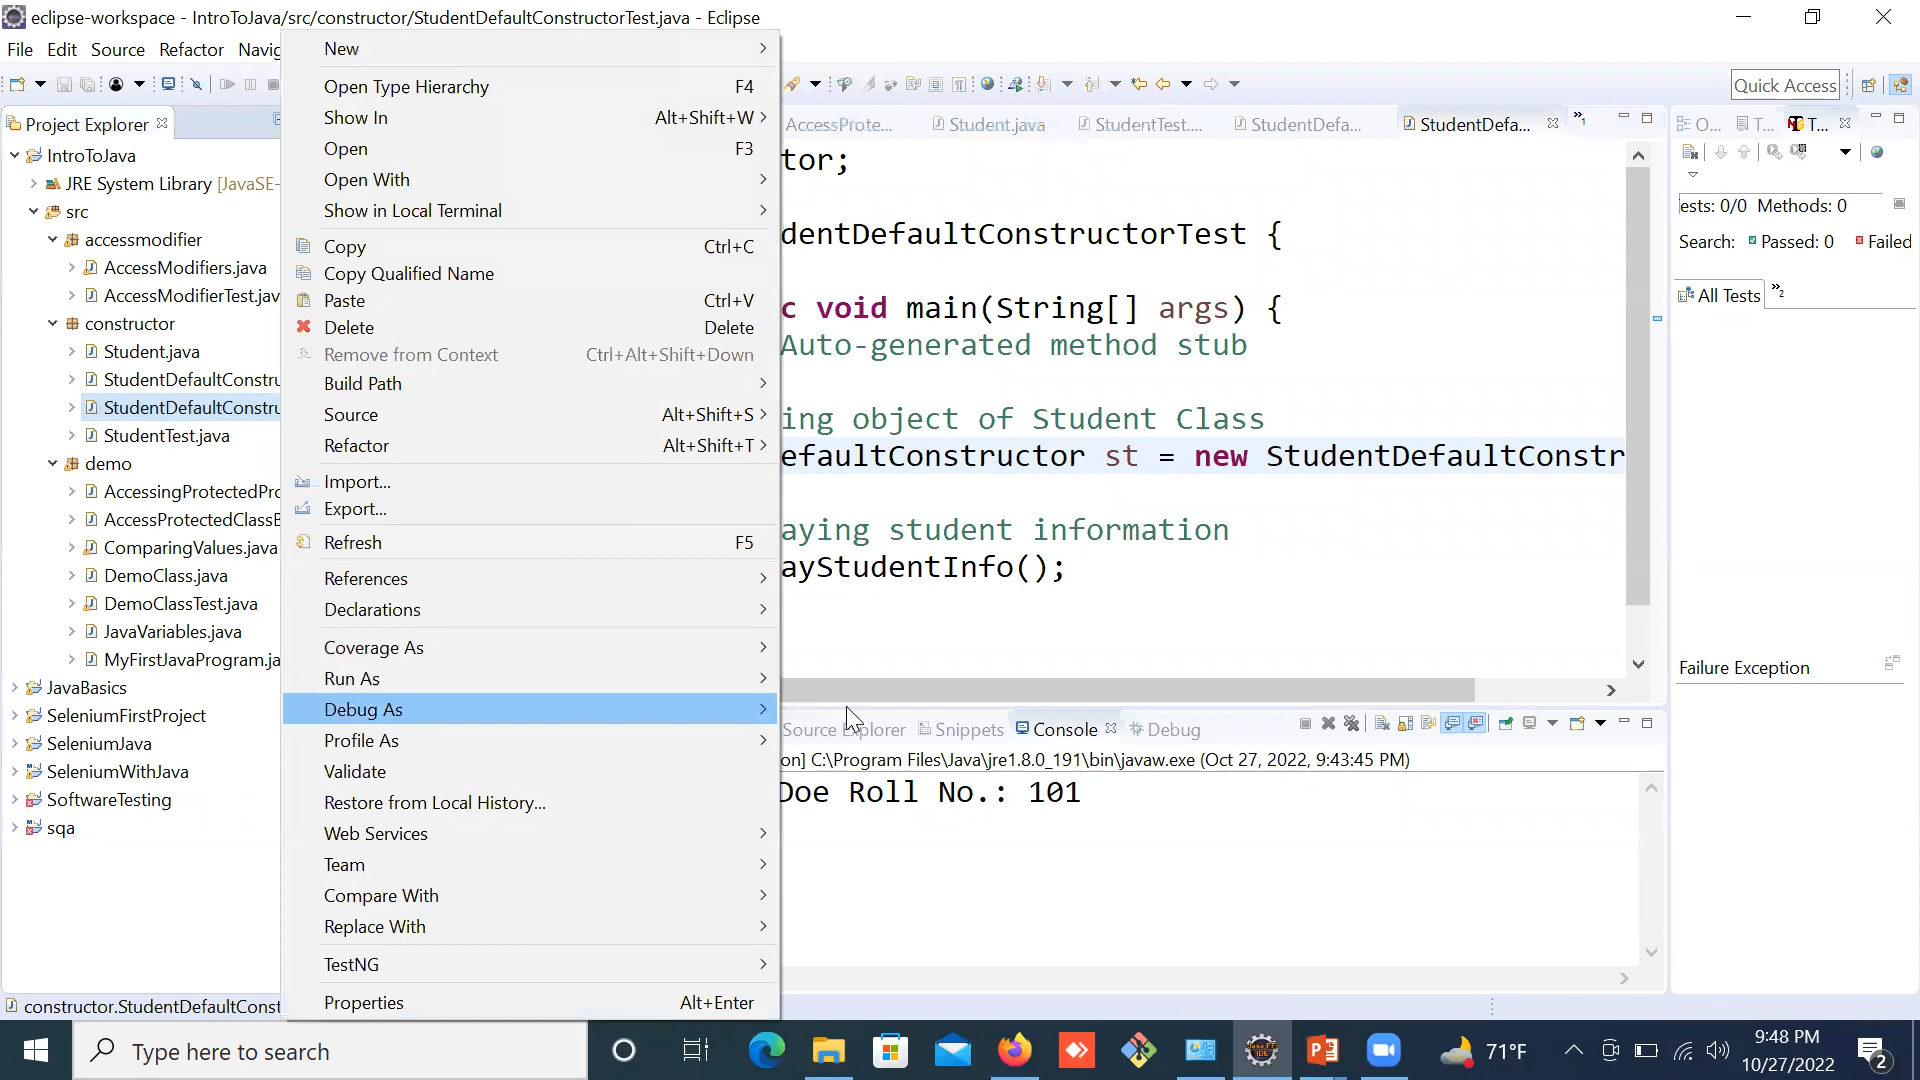 eclipse-workspace - IntroToJava/src/constructor/StudentDefaultConstructorTest.java - Eclipse
File Edit Source Refactor Navig
Quick Access
Project Explorer
IntroToJava
JRE System Library [JavaSE-
src
accessmodifier
AccessModifiers.java
AccessModifierTest.jav
constructor
Student.java
StudentDefaultConstru
StudentDefaultConstru
StudentTest.java
demo
AccessingProtectedPro
AccessProtectedClassE
ComparingValues.java
DemoClass.java
DemoClassTest.java
JavaVariables.java
MyFirstJavaProgram.ja
JavaBasics
SeleniumFirstProject
SeleniumJava
SeleniumWithJava
SoftwareTesting
sqa
constructor.StudentDefaultConst
New
Open Type Hierarchy F4
Show In Alt+Shift+W
Open F3
Open With
Show in Local Terminal
Copy Ctrl+C
Copy Qualified Name
Paste Ctrl+V
Delete Delete
Remove from Context Ctrl+Alt+Shift+Down
Build Path
Source Alt+Shift+S
Refactor Alt+Shift+T
Import...
Export...
Refresh F5
References
Declarations
Coverage As
Run As
Debug As
Profile As
Validate
Restore from Local History...
Web Services
Team
Compare With
Replace With
TestNG
Properties Alt+Enter
AccessProte... Student.java StudentTest.... StudentDefa... StudentDefa... 1
tor;
dentDefaultConstructorTest {
c void main(String[] args) {
Auto-generated method stub
ing object of Student Class
efaultConstructor st = new StudentDefaultConstr
aying student information
ayStudentInfo();
Source Explorer Snippets Console Debug
on] C:\Program Files\Java\jre1.8.0_191\bin\javaw.exe (Oct 27, 2022, 9:43:45 PM)
Doe Roll No.: 101
O... T... T...
ests: 0/0 Methods: 0
Search: Passed: 0 Failed
All Tests 2
Failure Exception
Type here to search
71°F
9:48 PM
10/27/2022
2